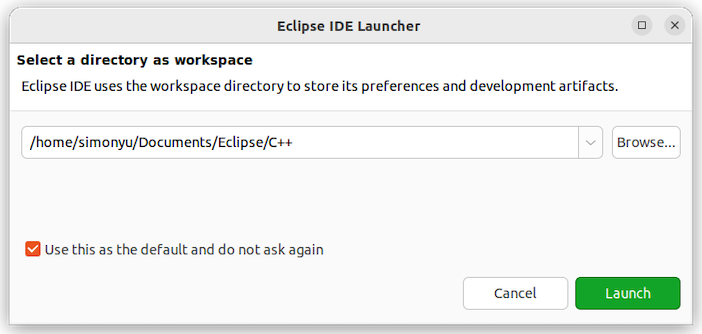 Eclipse IDE Launcher
Select a directory as workspace
Eclipse IDE uses the workspace directory to store its preferences and development artifacts.
/home/simonyu/Documents/Eclipse/C++
Browse...
Use this as the default and do not ask again
Cancel
Launch